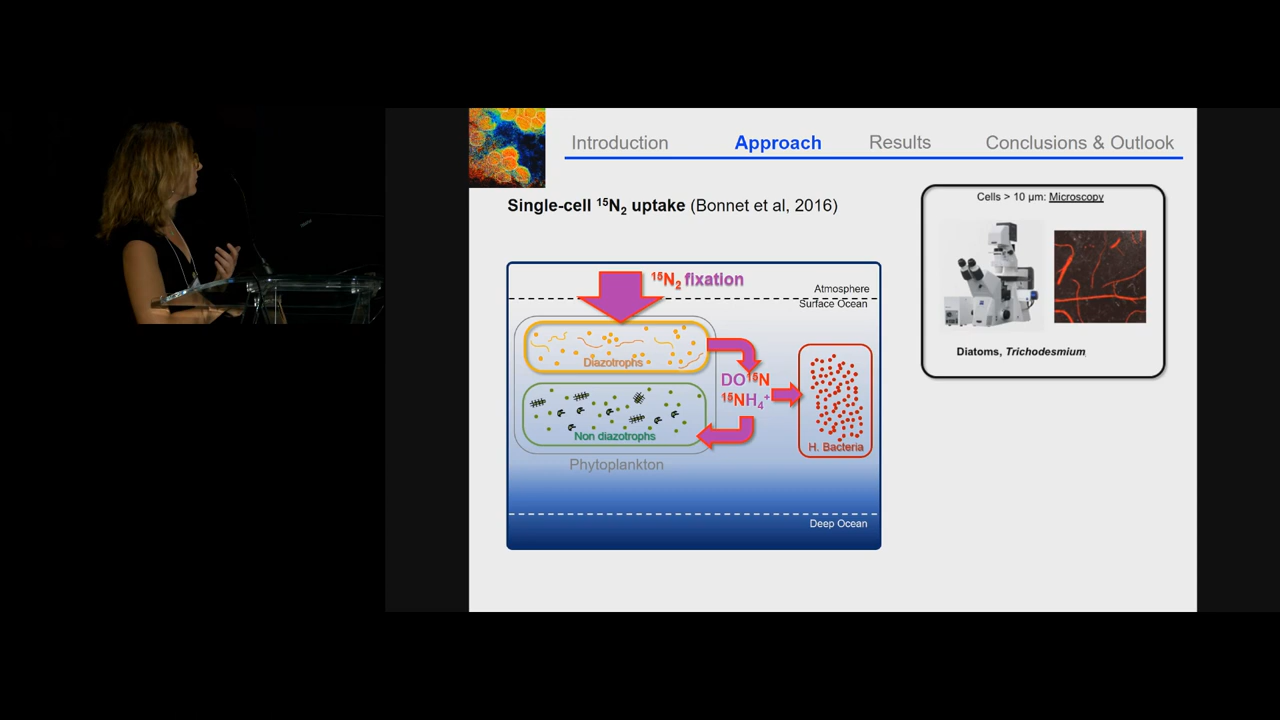 Introduction Approach Results Conclusions & Outlook
Single-cell ¹⁵N₂ uptake (Bonnet et al, 2016)
Cells > 10 µm: Microscopy
Diatoms, Trichodesmium
¹⁵N₂ fixation
Atmosphere
Surface Ocean
Diazotrophs
DO¹⁵N
¹⁵NH₄⁺
Non diazotrophs
H. Bacteria
Phytoplankton
Deep Ocean